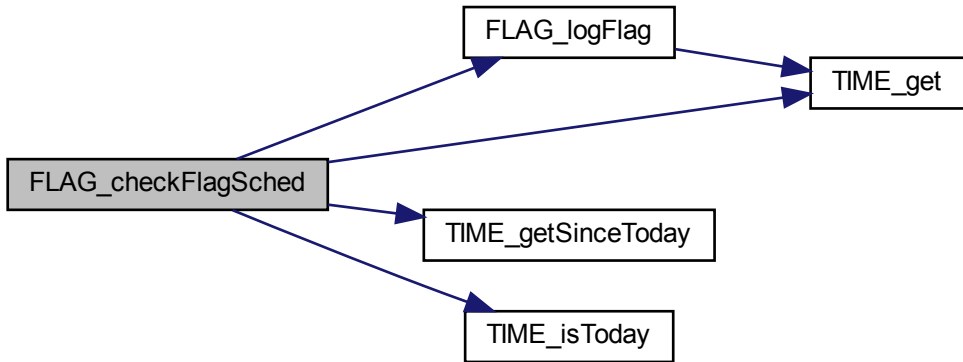 FLAG_logFlag
TIME_get
FLAG_checkFlagSched
TIME_getSinceToday
TIME_isToday